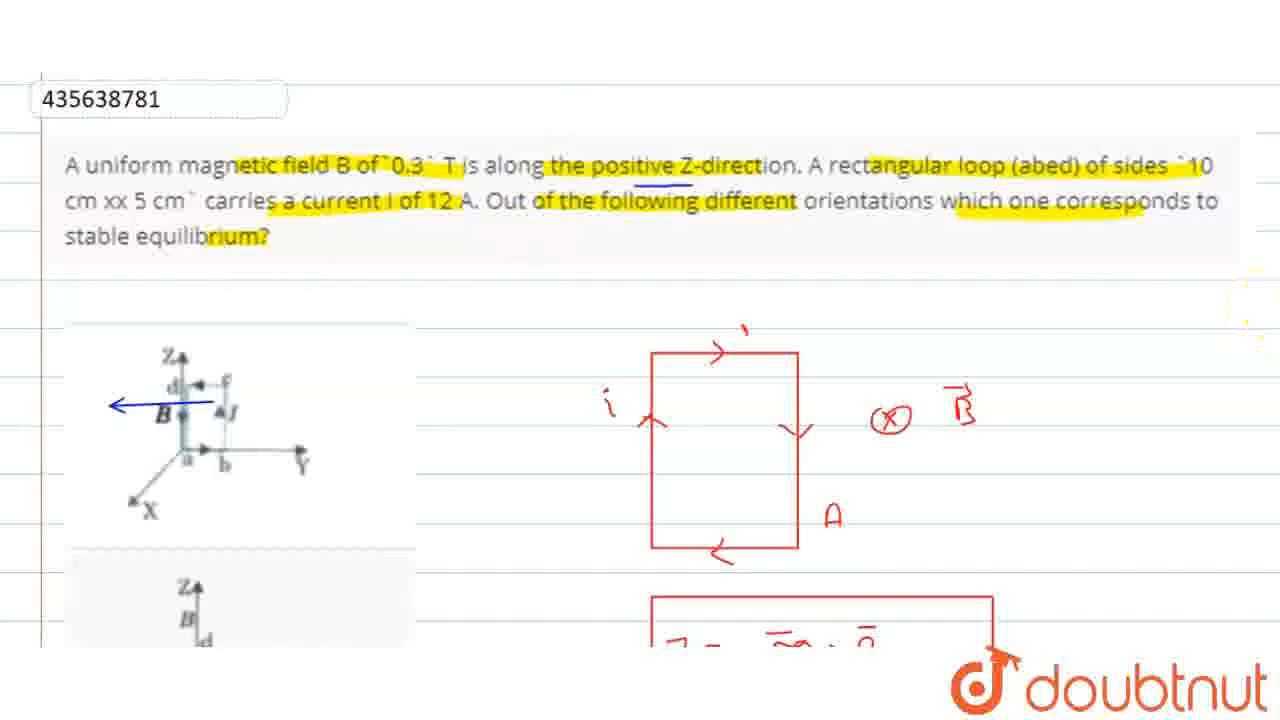 435638781
A uniform magnetic field B of`0.3` T is along the positive Z-direction. A rectangular loop (abed) of sides `10
cm xx 5 cm` carries a current I of 12 A. Out of the following different orientations which one corresponds to
stable equilibrium?
Z
d
B
I
a
b
Y
X
i
B
A
Z
B
d
doubtnut